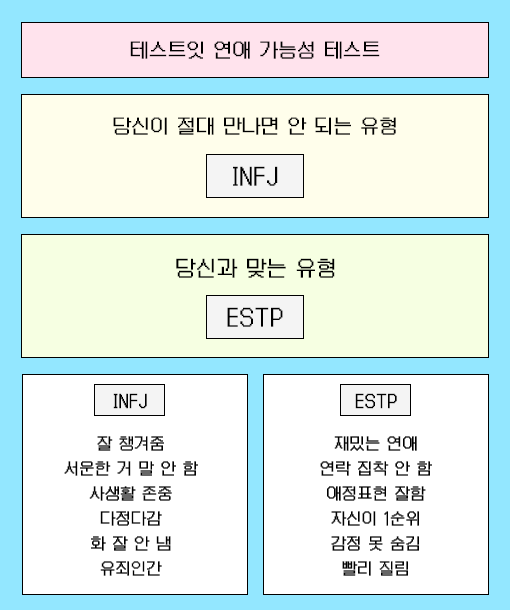 테스트잇 연애 가능성 테스트
당신이 절대 만나면 안 되는 유형
INFJ
당신과 맞는 유형
ESTP
INFJ
잘 챙겨줌
서운한 거 말 안 함
사생활 존중
다정다감
화 잘 안 냄
유죄인간
ESTP
재밌는 연애
연락 집착 안 함
애정표현 잘함
자신이 1순위
감정 못 숨김
빨리 질림